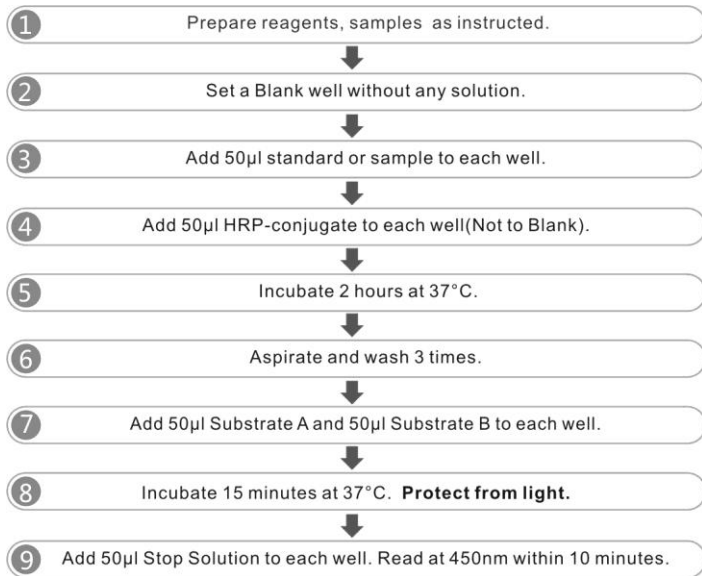 1 Prepare reagents, samples as instructed.
2 Set a Blank well without any solution.
3 Add 50µl standard or sample to each well.
4 Add 50µl HRP-conjugate to each well(Not to Blank).
5 Incubate 2 hours at 37°C.
6 Aspirate and wash 3 times.
7 Add 50µl Substrate A and 50µl Substrate B to each well.
8 Incubate 15 minutes at 37°C. Protect from light.
9 Add 50µl Stop Solution to each well. Read at 450nm within 10 minutes.